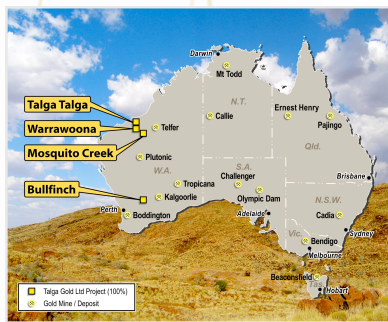 Darwin
Mt Todd
Talga Talga
Warrawoona
Mosquito Creek
Bullfinch
N.T.
Telfer
Callie
Ernest Henry
Pajingo
Qld.
Plutonic
W.A.
S.A.
Tropicana
Challenger
Brisbane
Kalgoorlie
Olympic Dam
N.S.W.
Perth
Boddington
Adelaide
Cadia
Sydney
Vic.
Bendigo
Melbourne
Beaconsfield
Tas.
Hobart
Talga Gold Ltd Project (100%)
Gold Mine / Deposit